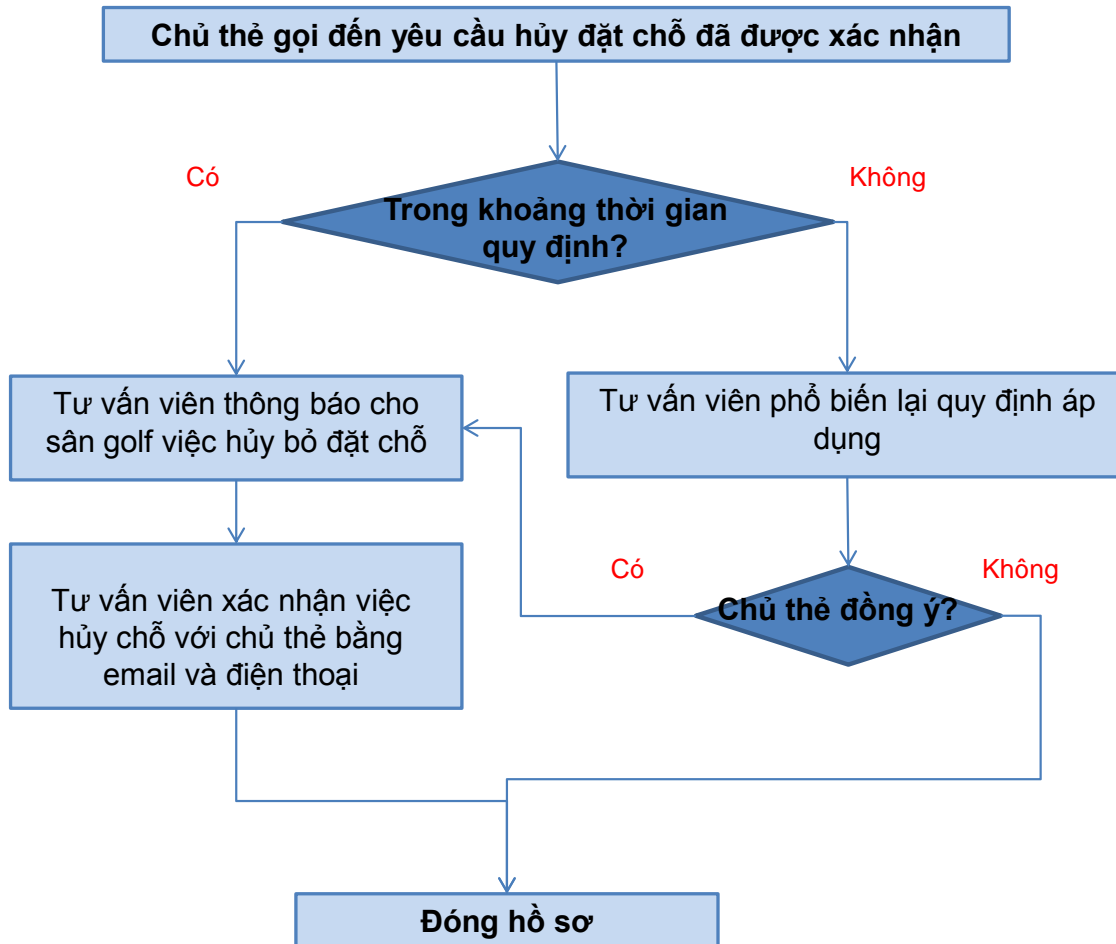 Chủ thẻ gọi đến yêu cầu hủy đặt chỗ đã được xác nhận
Có
Không
Trong khoảng thời gian
quy định?
Tư vấn viên thông báo cho
sân golf việc hủy bỏ đặt chỗ
Tư vấn viên phổ biến lại quy định áp
dụng
Tư vấn viên xác nhận việc
hủy chỗ với chủ thẻ bằng
email và điện thoại
Có
Không
Chủ thẻ đồng ý?
Đóng hồ sơ